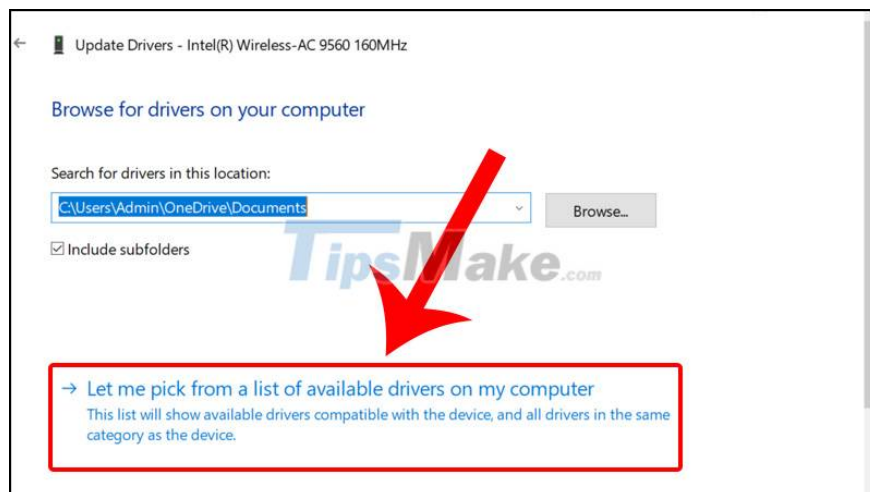 Update Drivers - Intel(R) Wireless-AC 9560 160MHz
Browse for drivers on your computer
Search for drivers in this location:
C:\Users\Admin\OneDrive\Documents
Browse...
Include subfolders
TipsMake.com
Let me pick from a list of available drivers on my computer
This list will show available drivers compatible with the device, and all drivers in the same
category as the device.